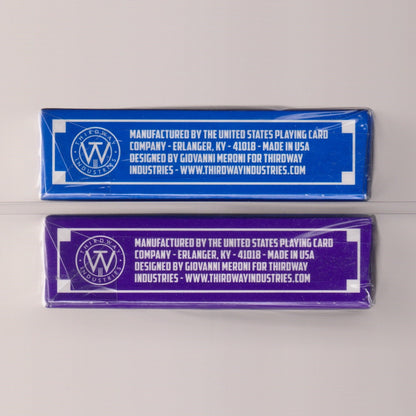 THIRDWAY
TW
INDUSTRIES
MANUFACTURED BY THE UNITED STATES PLAYING CARD
COMPANY - ERLANGER, KY - 41018 - MADE IN USA
DESIGNED BY GIOVANNI MERONI FOR THIRDWAY
INDUSTRIES - WWW.THIRDWAYINDUSTRIES.COM
THIRDWAY
TW
INDUSTRIES
MANUFACTURED BY THE UNITED STATES PLAYING CARD
COMPANY - ERLANGER, KY - 41018 - MADE IN USA
DESIGNED BY GIOVANNI MERONI FOR THIRDWAY
INDUSTRIES - WWW.THIRDWAYINDUSTRIES.COM